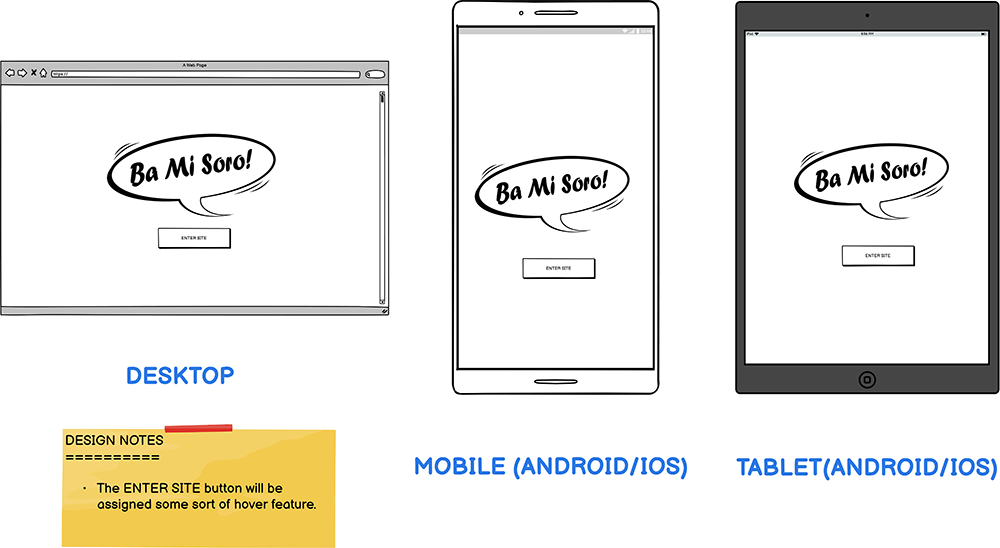 A Web Page
https://
Ba Mi Soro!
ENTER SITE
DESKTOP
DESIGN NOTES
==========
• The ENTER SITE button will be
assigned some sort of hover feature.
Ba Mi Soro!
ENTER SITE
MOBILE (ANDROID/IOS)
iPad
Ba Mi Soro!
ENTER SITE
TABLET(ANDROID/IOS)